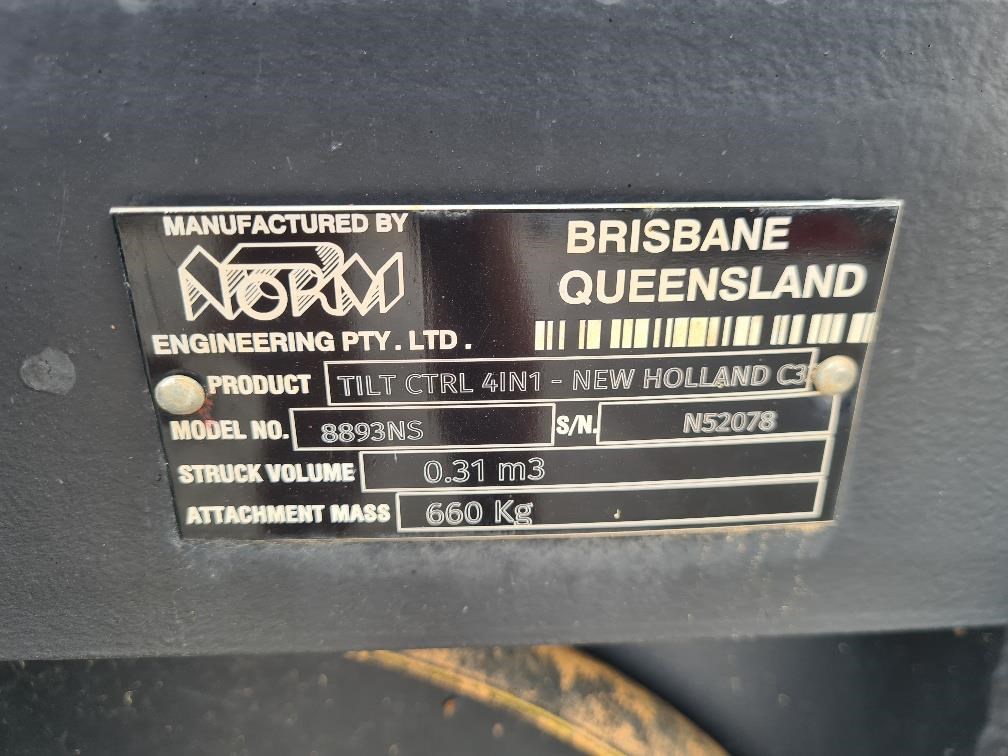 MANUFACTURED BY
NORM
ENGINEERING PTY. LTD.
BRISBANE
QUEENSLAND
PRODUCT TILT CTRL 4IN1 - NEW HOLLAND
MODEL NO. 8893NS S/N. N52078
STRUCK VOLUME 0.31 m3
ATTACHMENT MASS 660 Kg